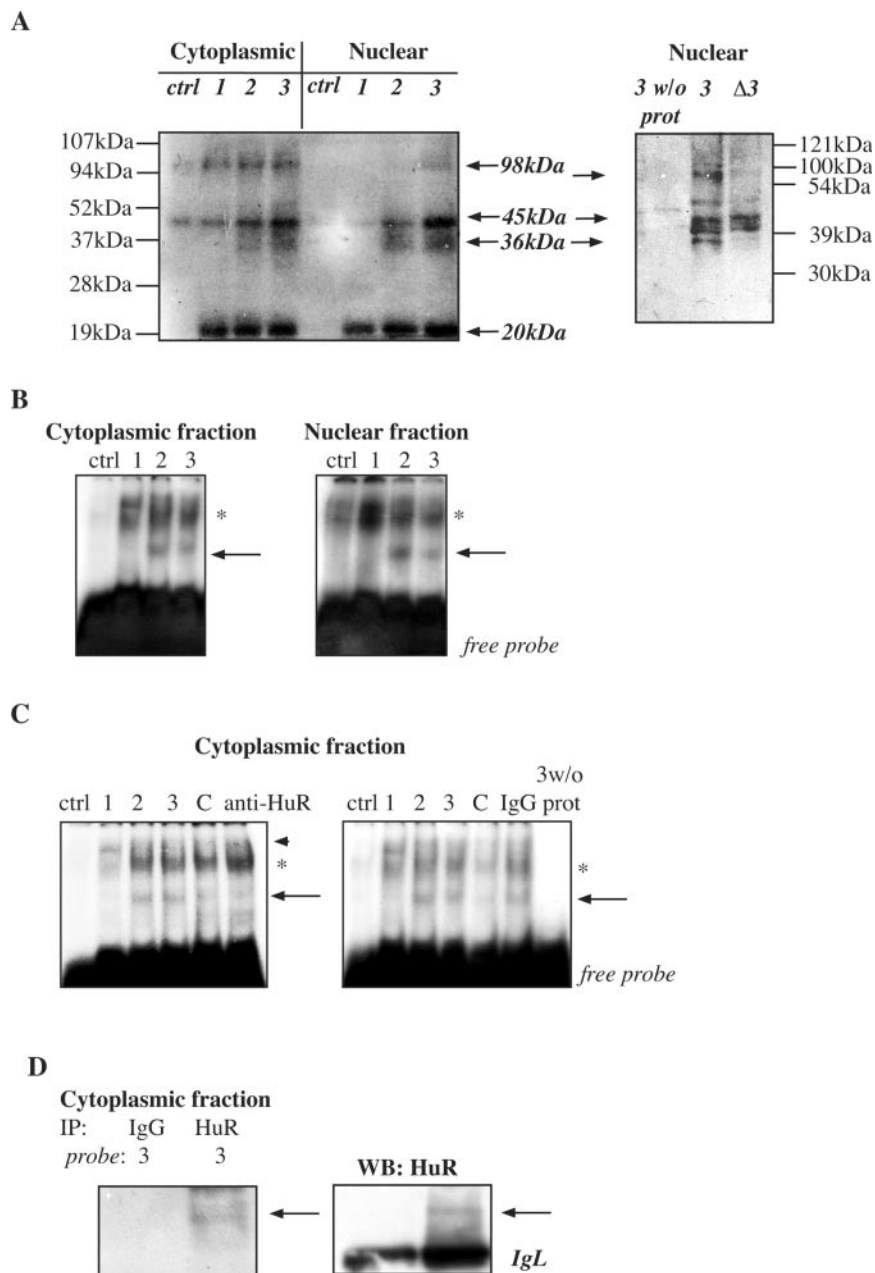 A
Cytoplasmic Nuclear
ctrl 1 2 3 ctrl 1 2 3
107kDa
94kDa
52kDa
37kDa
28kDa
19kDa
98kDa
45kDa
36kDa
20kDa
Nuclear
3 w/o prot 3 Δ3
121kDa
100kDa
54kDa
39kDa
30kDa
B
Cytoplasmic fraction
ctrl 1 2 3
*
Nuclear fraction
ctrl 1 2 3
*
free probe
C
Cytoplasmic fraction
ctrl 1 2 3 C anti-HuR
*
3w/o
ctrl 1 2 3 C IgG prot
*
free probe
D
Cytoplasmic fraction
IP: IgG HuR
probe: 3 3
WB: HuR
IgL